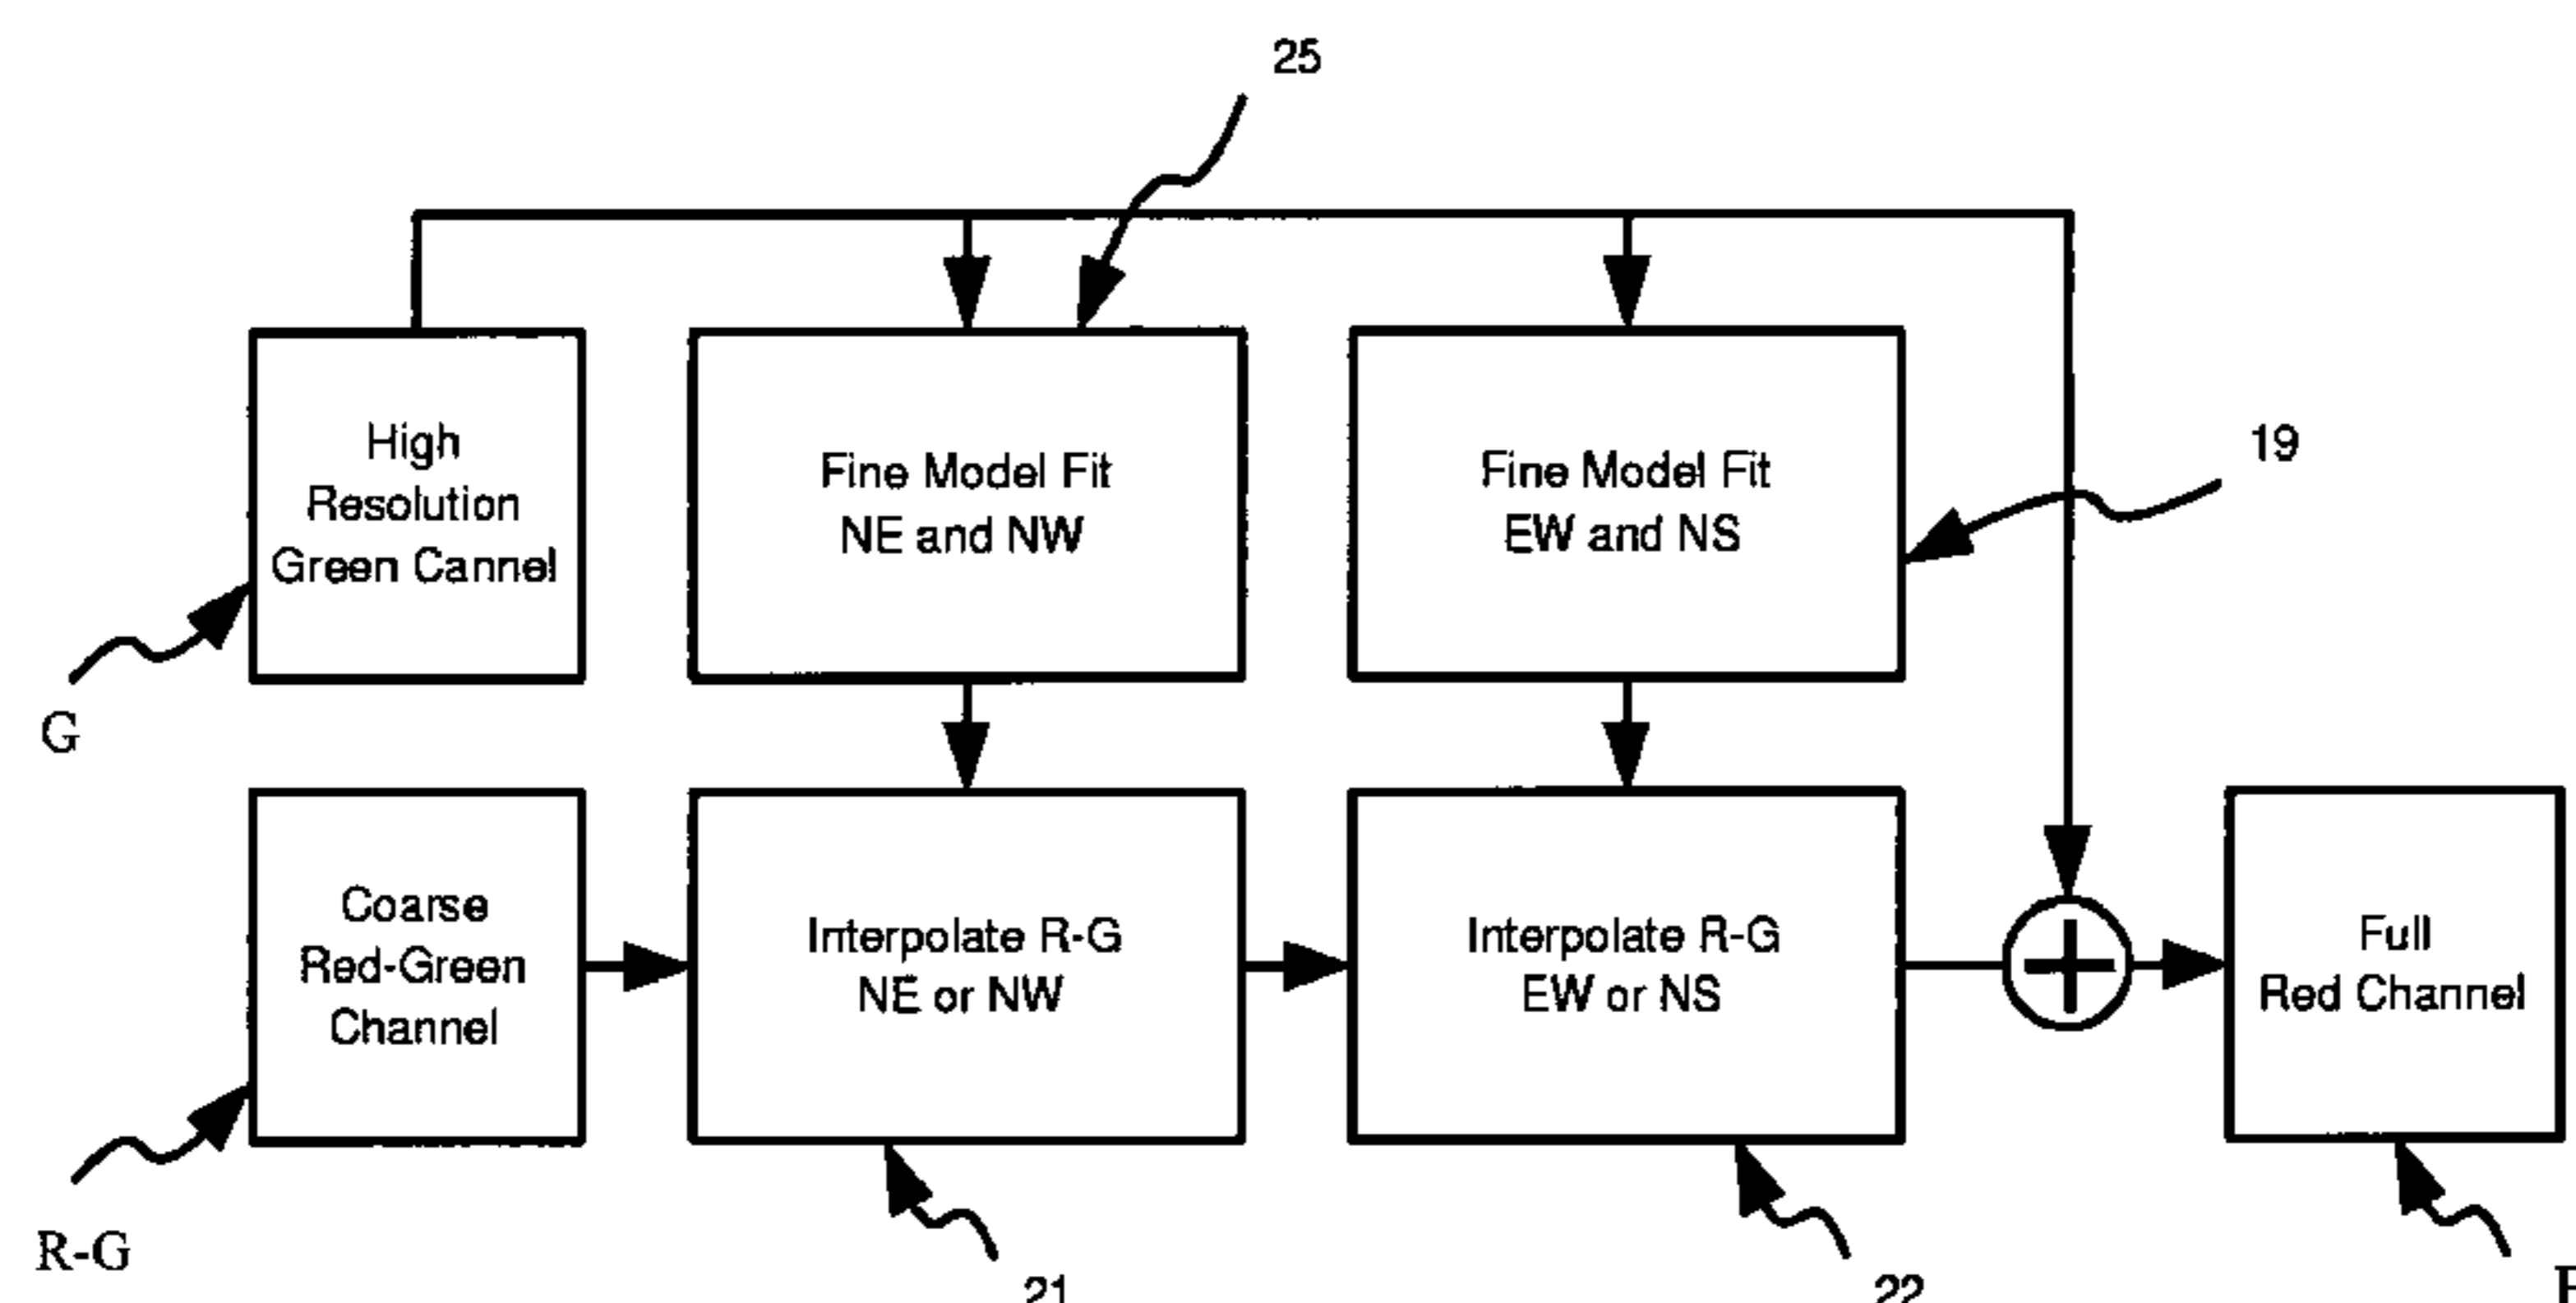 25
High
Resolution
Green Cannel
Fine Model Fit
NE and NW
Fine Model Fit
EW and NS
19
G
Coarse
Red-Green
Channel
Interpolate R-G
NE or NW
Interpolate R-G
EW or NS
+
Full
Red Channel
R-G
21
22